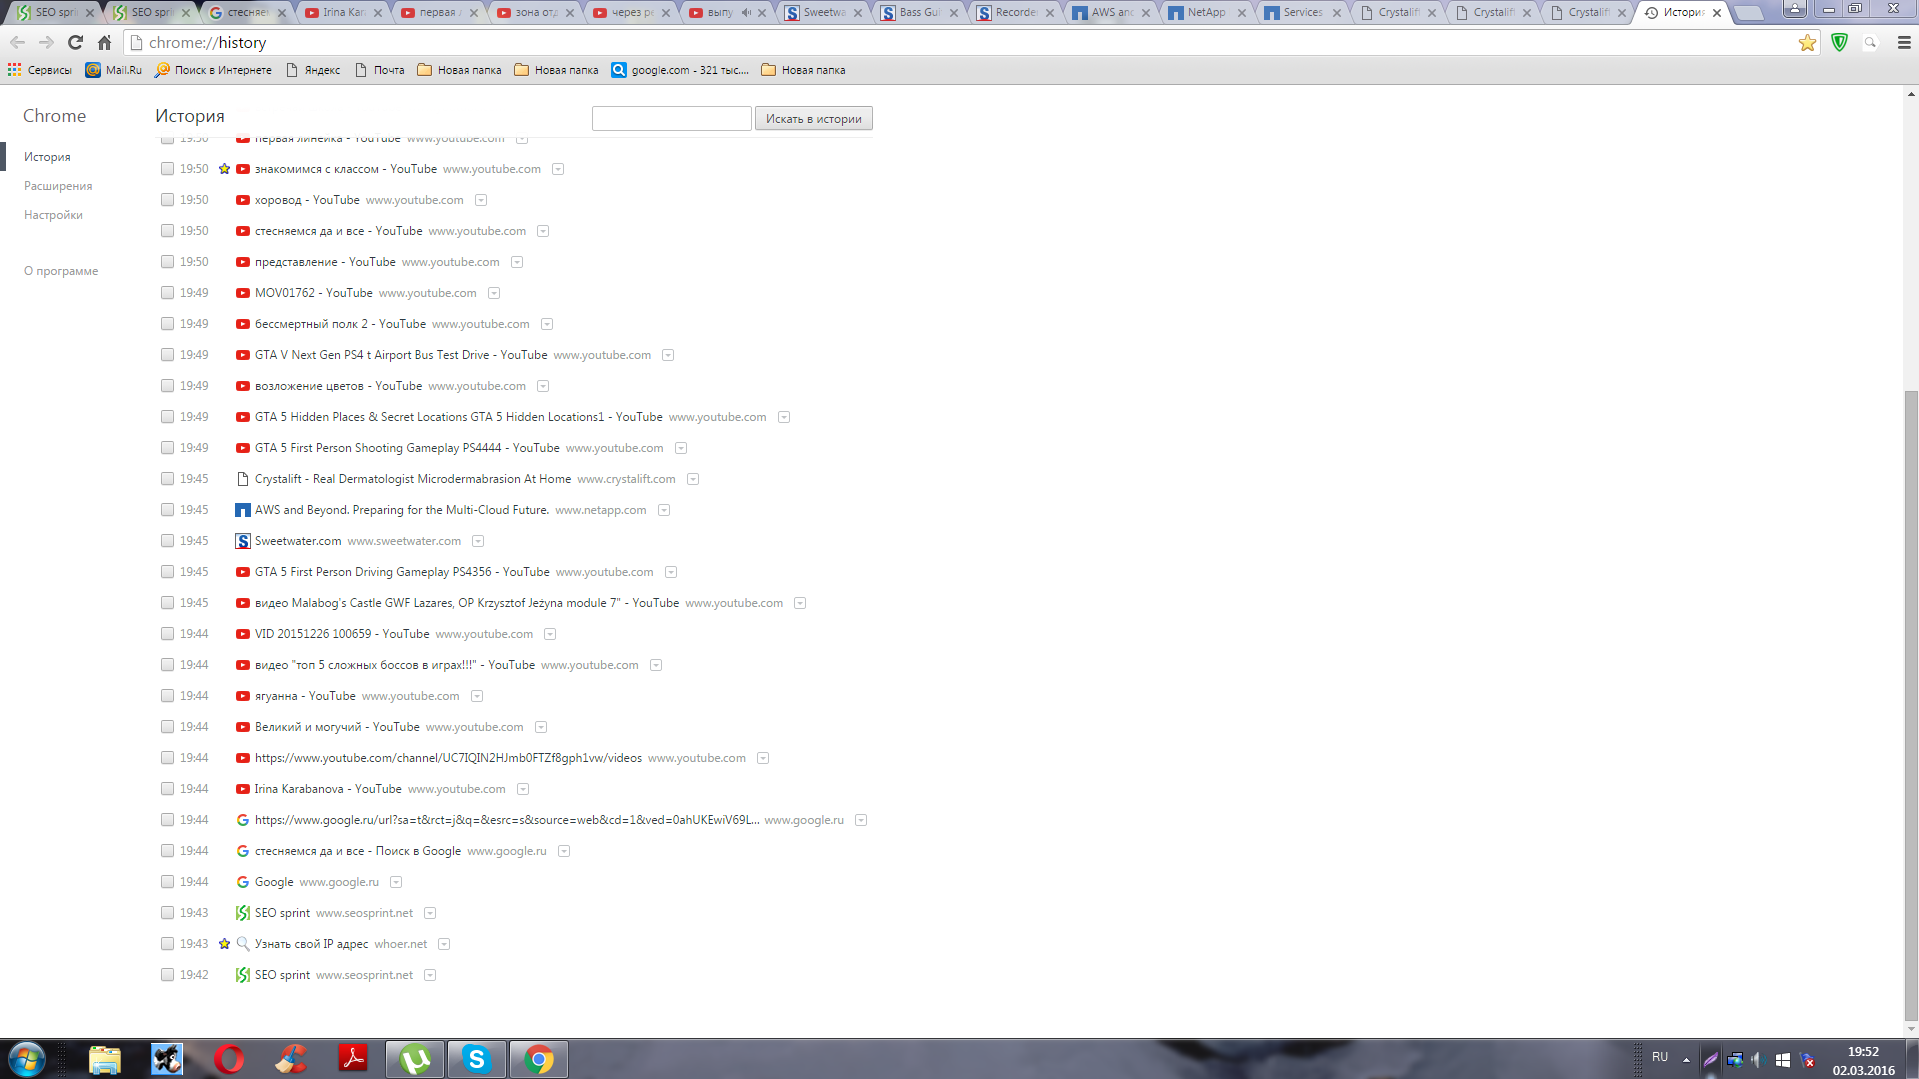 SEO spri
SEO spri
стесняем
Irina Kara
первая л
зона отд
через ре
выпу
Sweetwa
Bass Gui
Recorde
AWS and
NetApp
Services
Crystalift
Crystalift
Crystalift
История
chrome://history
Сервисы
Mail.Ru
Поиск в Интернете
Яндекс
Почта
Новая папка
Новая папка
google.com - 321 тыс....
Новая папка
Chrome
История
Расширения
Настройки
О программе
История
Искать в истории
19:50 первая линейка - YouTube www.youtube.com
19:50 знакомимся с классом - YouTube www.youtube.com
19:50 хоровод - YouTube www.youtube.com
19:50 стесняемся да и все - YouTube www.youtube.com
19:50 представление - YouTube www.youtube.com
19:49 MOV01762 - YouTube www.youtube.com
19:49 бессмертный полк 2 - YouTube www.youtube.com
19:49 GTA V Next Gen PS4 t Airport Bus Test Drive - YouTube www.youtube.com
19:49 возложение цветов - YouTube www.youtube.com
19:49 GTA 5 Hidden Places & Secret Locations GTA 5 Hidden Locations1 - YouTube www.youtube.com
19:49 GTA 5 First Person Shooting Gameplay PS4444 - YouTube www.youtube.com
19:45 Crystalift - Real Dermatologist Microdermabrasion At Home www.crystalift.com
19:45 AWS and Beyond. Preparing for the Multi-Cloud Future. www.netapp.com
19:45 Sweetwater.com www.sweetwater.com
19:45 GTA 5 First Person Driving Gameplay PS4356 - YouTube www.youtube.com
19:45 видео Malabog's Castle GWF Lazares, OP Krzysztof Jeżyna module 7" - YouTube www.youtube.com
19:44 VID 20151226 100659 - YouTube www.youtube.com
19:44 видео "топ 5 сложных боссов в играх!!!" - YouTube www.youtube.com
19:44 ягуанна - YouTube www.youtube.com
19:44 Великий и могучий - YouTube www.youtube.com
19:44 https://www.youtube.com/channel/UC7IQIN2HJmb0FTZf8gph1vw/videos www.youtube.com
19:44 Irina Karabanova - YouTube www.youtube.com
19:44 https://www.google.ru/url?sa=t&rct=j&q=&esrc=s&source=web&cd=1&ved=0ahUKEwiV69L... www.google.ru
19:44 стесняемся да и все - Поиск в Google www.google.ru
19:44 Google www.google.ru
19:43 SEO sprint www.seosprint.net
19:43 Узнать свой IP адрес whoer.net
19:42 SEO sprint www.seosprint.net
RU
19:52
02.03.2016